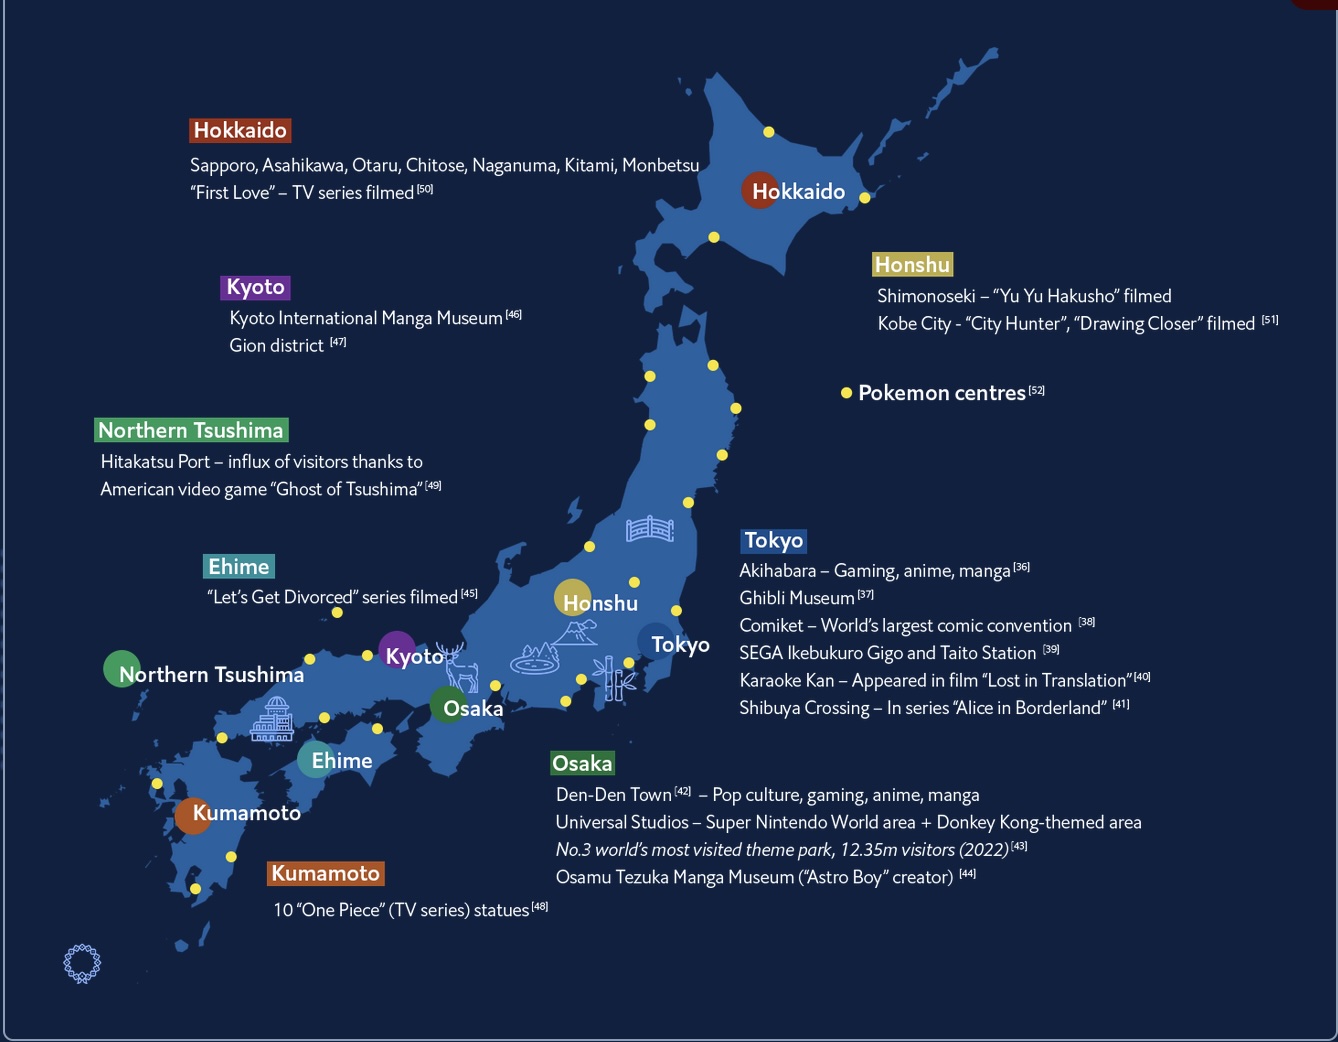 Hokkaido
Sapporo, Asahikawa, Otaru, Chitose, Naganuma, Kitami, Monbetsu
“First Love” – TV series filmed [50]
Hokkaido
Honshu
Shimonoseki – “Yu Yu Hakusho” filmed
Kobe City - “City Hunter”, “Drawing Closer” filmed [51]
Kyoto
Kyoto International Manga Museum [46]
Gion district [47]
Pokemon centres [52]
Northern Tsushima
Hitakatsu Port – influx of visitors thanks to
American video game “Ghost of Tsushima” [49]
Ehime
“Let’s Get Divorced” series filmed [45]
Tokyo
Akihabara – Gaming, anime, manga [36]
Ghibli Museum [37]
Comiket – World’s largest comic convention [38]
SEGA Ikebukuro Gigo and Taito Station [39]
Karaoke Kan – Appeared in film “Lost in Translation” [40]
Shibuya Crossing – In series “Alice in Borderland” [41]
Honshu
Tokyo
Kyoto
Northern Tsushima
Osaka
Ehime
Kumamoto
Osaka
Den-Den Town [42] – Pop culture, gaming, anime, manga
Universal Studios – Super Nintendo World area + Donkey Kong-themed area
No.3 world’s most visited theme park, 12.35m visitors (2022) [43]
Osamu Tezuka Manga Museum (“Astro Boy” creator) [44]
Kumamoto
10 “One Piece” (TV series) statues [48]